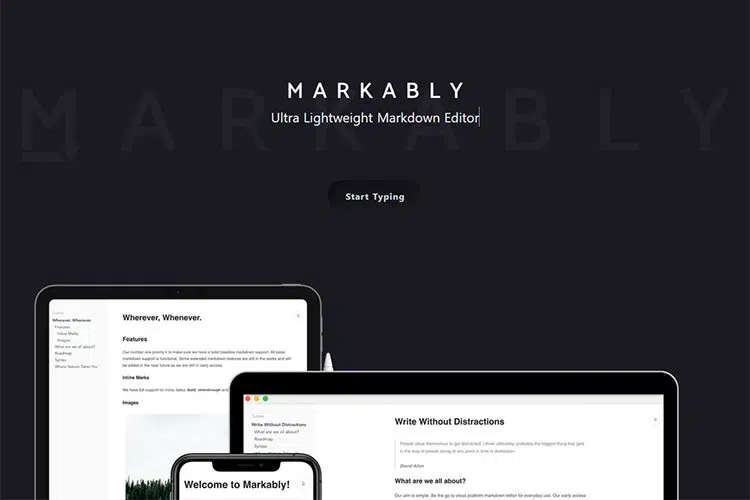 MARKABLY
MARKABLY
Ultra Lightweight Markdown Editor
Start Typing
Outline
Wherever, Whenever.
Features
Inline Marks
Images
What are we all about?
Roadmap
Syntax
Where Nature Takes You
Wherever, Whenever.
Features
Our number one priority is to make sure we have a solid baseline markdown support. All basic
markdown support is functional. Some extended markdown features are still in the works and will
be added in the near future as we are still in early access.
Inline Marks
We have full support for inline italics, bold, strikethrough and
Images
Outline
Write Without Distractions
What are we all about?
Roadmap
Syntax
Write Without Distractions
People allow themselves to get distracted. I think ultimately, probably the biggest thing that gets
in the way of people doing at any point in time is distraction.
David Allen
What are we all about?
Our aim is simple. Be the go to cross platform markdown editor for everyday use. Our early access
Welcome to Markably!